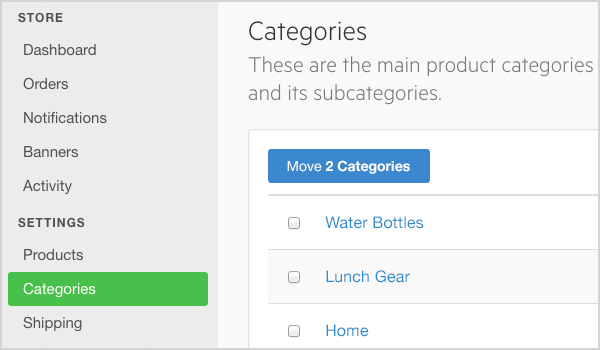 STORE
Dashboard
Orders
Notifications
Banners
Activity
SETTINGS
Products
Categories
Shipping
Categories
These are the main product categories
and its subcategories.
Move 2 Categories
Water Bottles
Lunch Gear
Home